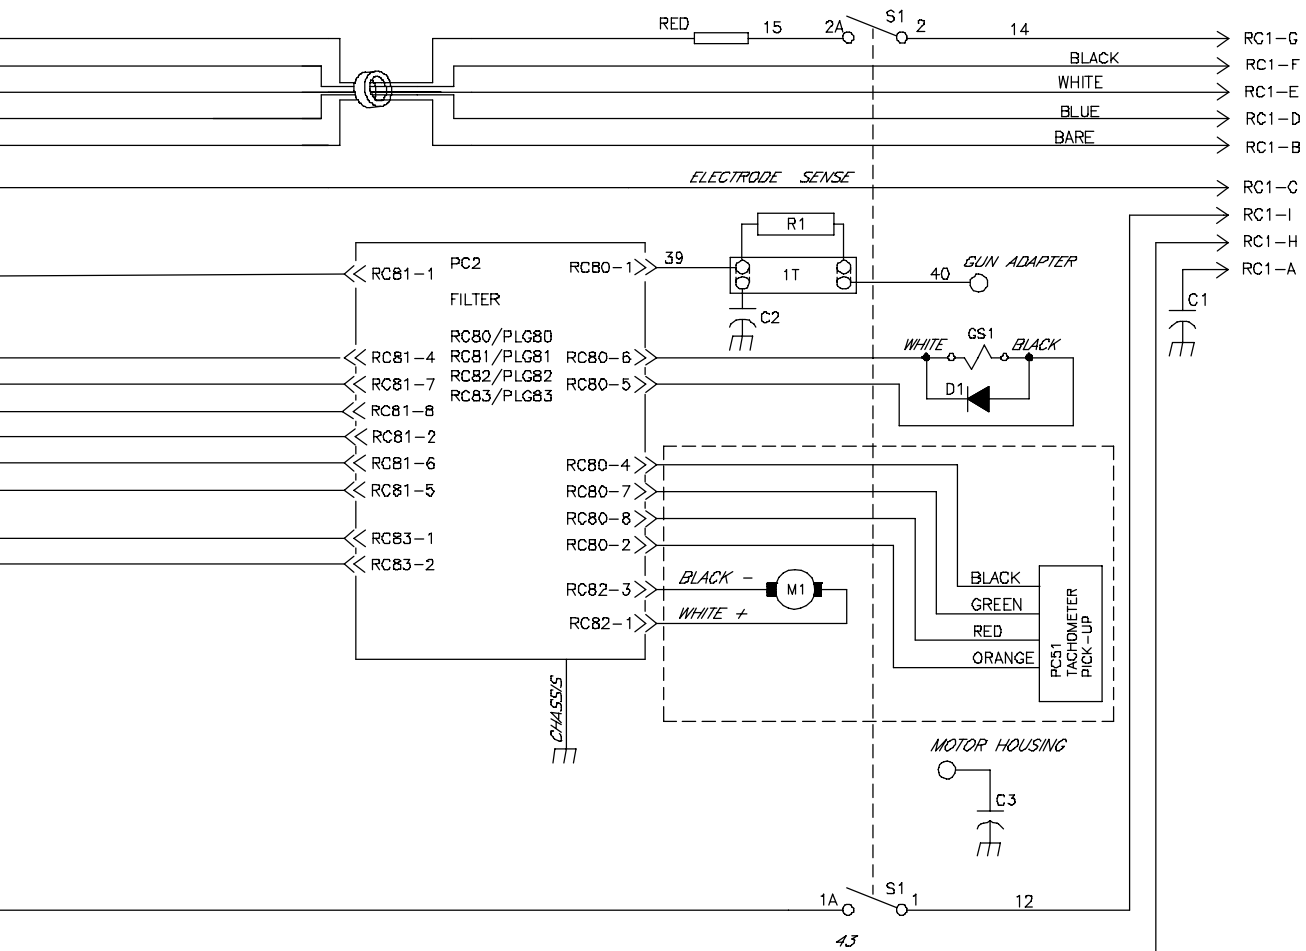 RED 15 2A S1 2 14 RC1-G
BLACK RC1-F
WHITE RC1-E
BLUE RC1-D
BARE RC1-B
ELECTRODE SENSE RC1-C
RC1-I
RC1-H
RC1-A
C1
R1
RC81-1 PC2 RC80-1 39 1T 40 GUN ADAPTER
FILTER
C2
RC80/PLG80
RC81/PLG81
RC82/PLG82
RC83/PLG83
RC81-4 RC80-6 WHITE GS1 BLACK
RC81-7 RC80-5 D1
RC81-8
RC81-2
RC81-6 RC80-4
RC81-5 RC80-7
RC80-8
RC83-1 RC80-2
RC83-2
RC82-3 BLACK - M1
RC82-1 WHITE +
BLACK
GREEN
RED
ORANGE
PC51
TACHOMETER
PICK-UP
CHASSIS
MOTOR HOUSING
C3
1A S1 1 12
43